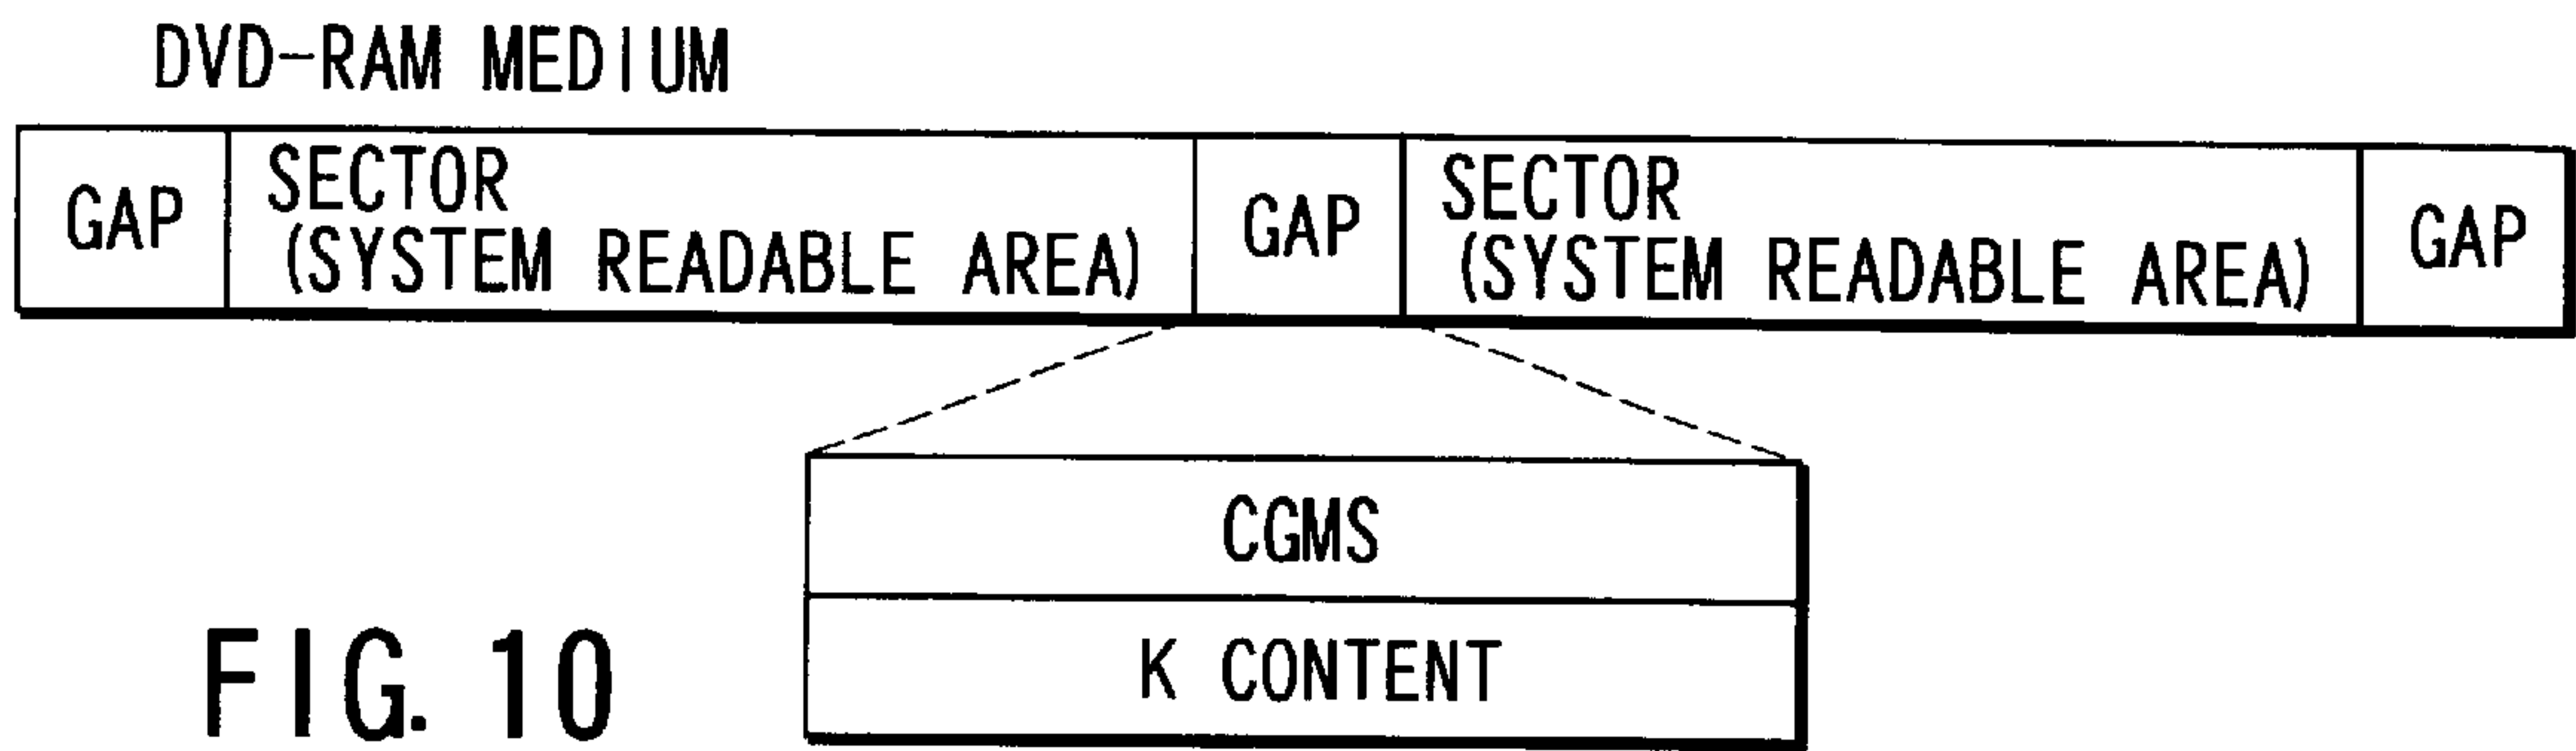 DVD-RAM MEDIUM
GAP
SECTOR
(SYSTEM READABLE AREA)
GAP
SECTOR
(SYSTEM READABLE AREA)
GAP
CGMS
K CONTENT
FIG. 10